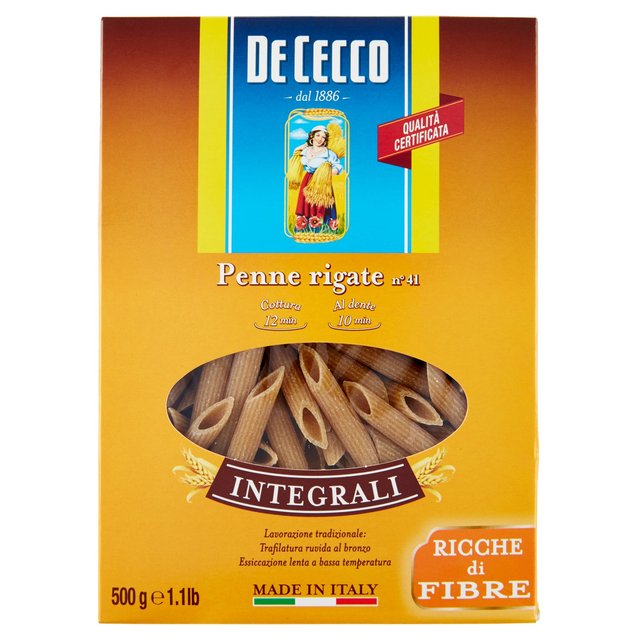 DE CECCO
dal 1886
QUALITÀ
CERTIFICATA
Penne rigate n° 41
Cottura
12 min
Al dente
10 min
INTEGRALI
Lavorazione tradizionale:
Trafilatura ruvida al bronzo
Essiccazione lenta a bassa temperatura
RICCHE
di
FIBRE
MADE IN ITALY
500 g e 1.1lb